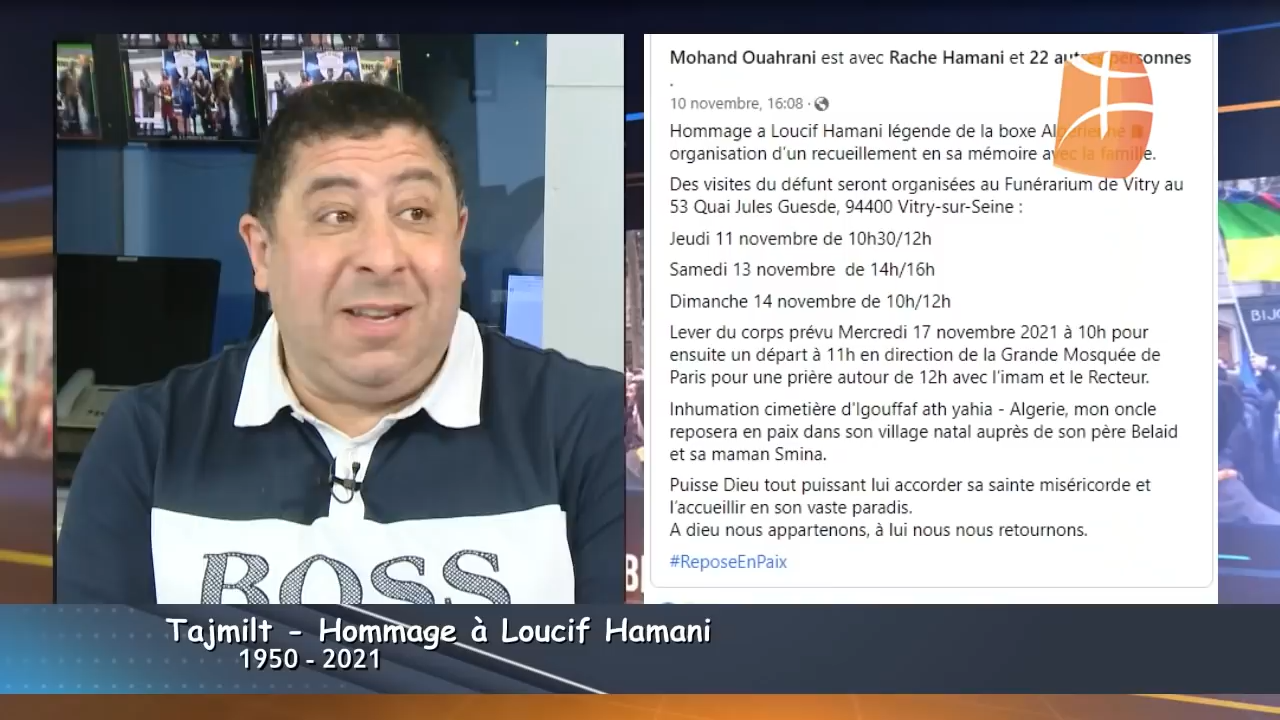 Mohand Ouahrani est avec Rache Hamani et 22 autres personnes
.
10 novembre, 16:08 ·
Hommage a Loucif Hamani légende de la boxe Algérienne
organisation d'un recueillement en sa mémoire avec la famille.
Des visites du défunt seront organisées au Funérarium de Vitry au
53 Quai Jules Guesde, 94400 Vitry-sur-Seine :
Jeudi 11 novembre de 10h30/12h
Samedi 13 novembre de 14h/16h
Dimanche 14 novembre de 10h/12h
Lever du corps prévu Mercredi 17 novembre 2021 à 10h pour
ensuite un départ à 11h en direction de la Grande Mosquée de
Paris pour une prière autour de 12h avec l'imam et le Recteur.
Inhumation cimetière d'Igouffaf ath yahia - Algerie, mon oncle
reposera en paix dans son village natal auprès de son père Belaid
et sa maman Smina.
Puisse Dieu tout puissant lui accorder sa sainte miséricorde et
l'accueillir en son vaste paradis.
A dieu nous appartenons, à lui nous nous retournons.
#ReposeEnPaix
BIJO
BOSS
Tajmilt - Hommage à Loucif Hamani
1950 - 2021